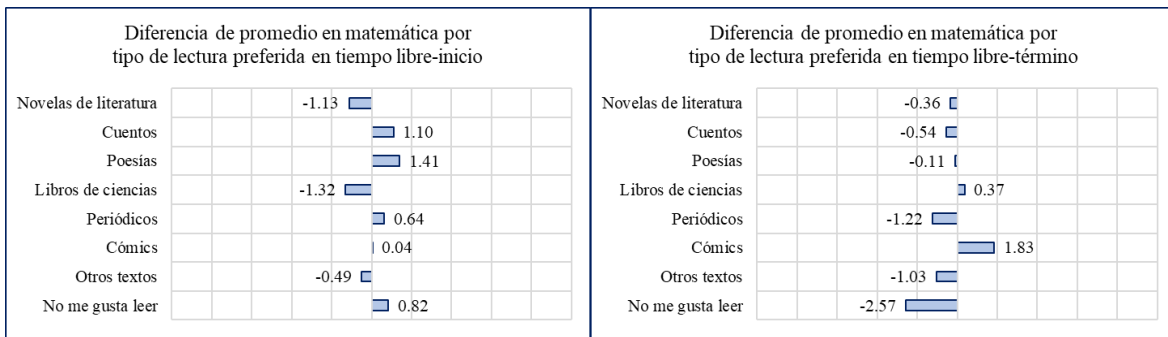 Diferencia de promedio en matemática por
tipo de lectura preferida en tiempo libre-inicio
Novelas de literatura -1.13
Cuentos 1.10
Poesías 1.41
Libros de ciencias -1.32
Periódicos 0.64
Cómics 0.04
Otros textos -0.49
No me gusta leer 0.82
Diferencia de promedio en matemática por
tipo de lectura preferida en tiempo libre-término
Novelas de literatura -0.36
Cuentos -0.54
Poesías -0.11
Libros de ciencias 0.37
Periódicos -1.22
Cómics 1.83
Otros textos -1.03
No me gusta leer -2.57